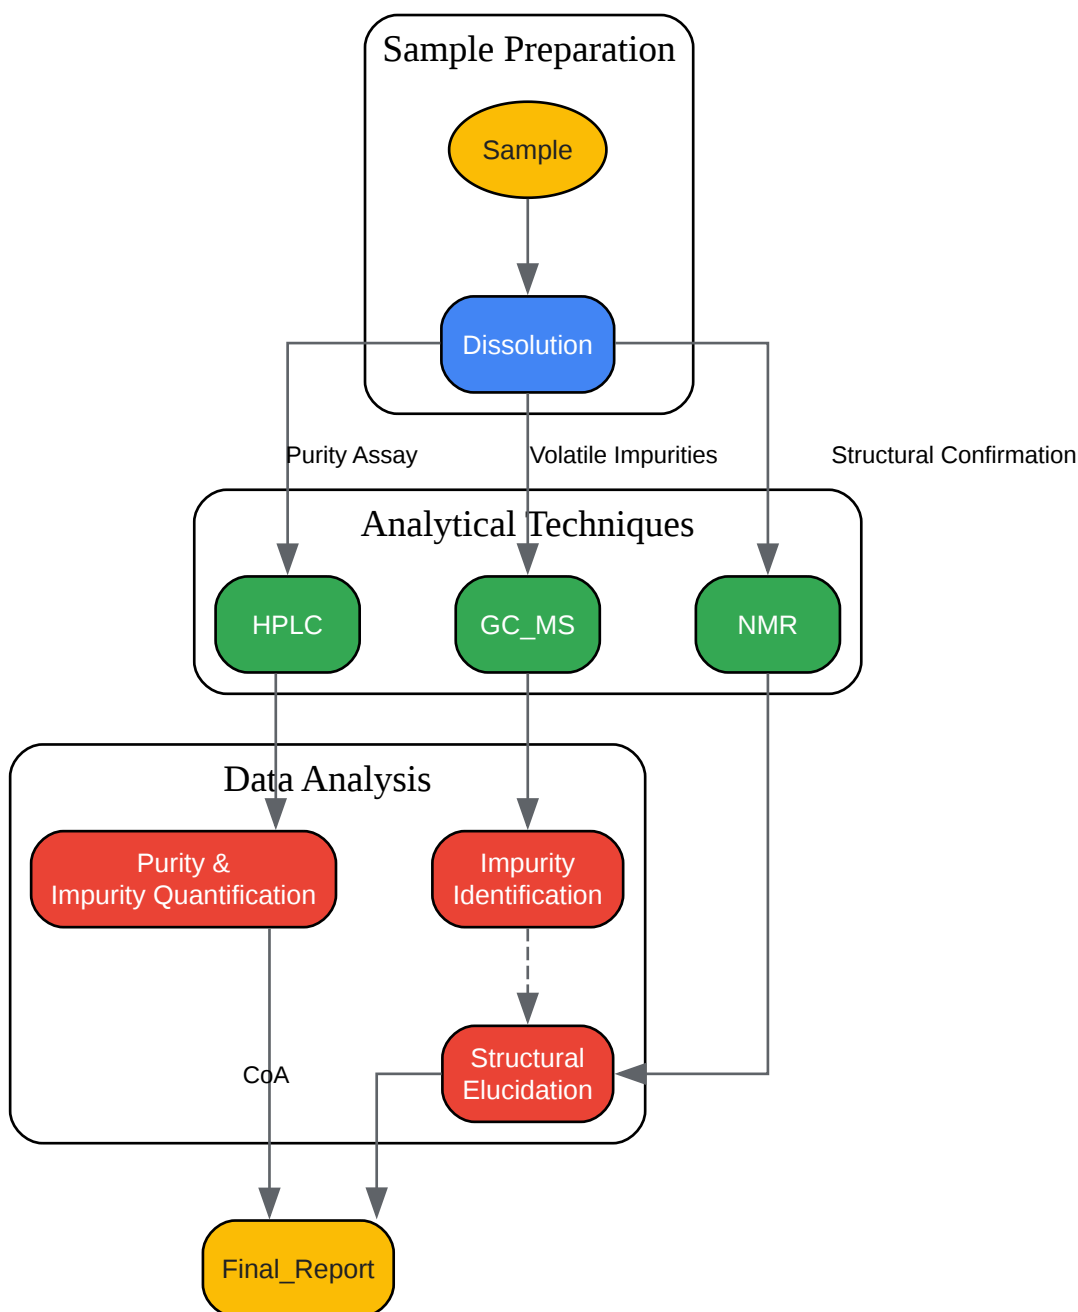 Sample Preparation
Sample
Dissolution
Purity Assay
Volatile Impurities
Structural Confirmation
Analytical Techniques
HPLC
GC_MS
NMR
Data Analysis
Purity &
Impurity Quantification
Impurity
Identification
Structural
Elucidation
CoA
Final_Report